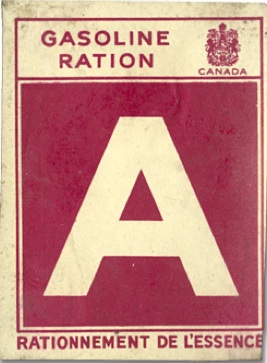 GASOLINE
RATION
CANADA
A
RATIONNEMENT DE L'ESSENCE